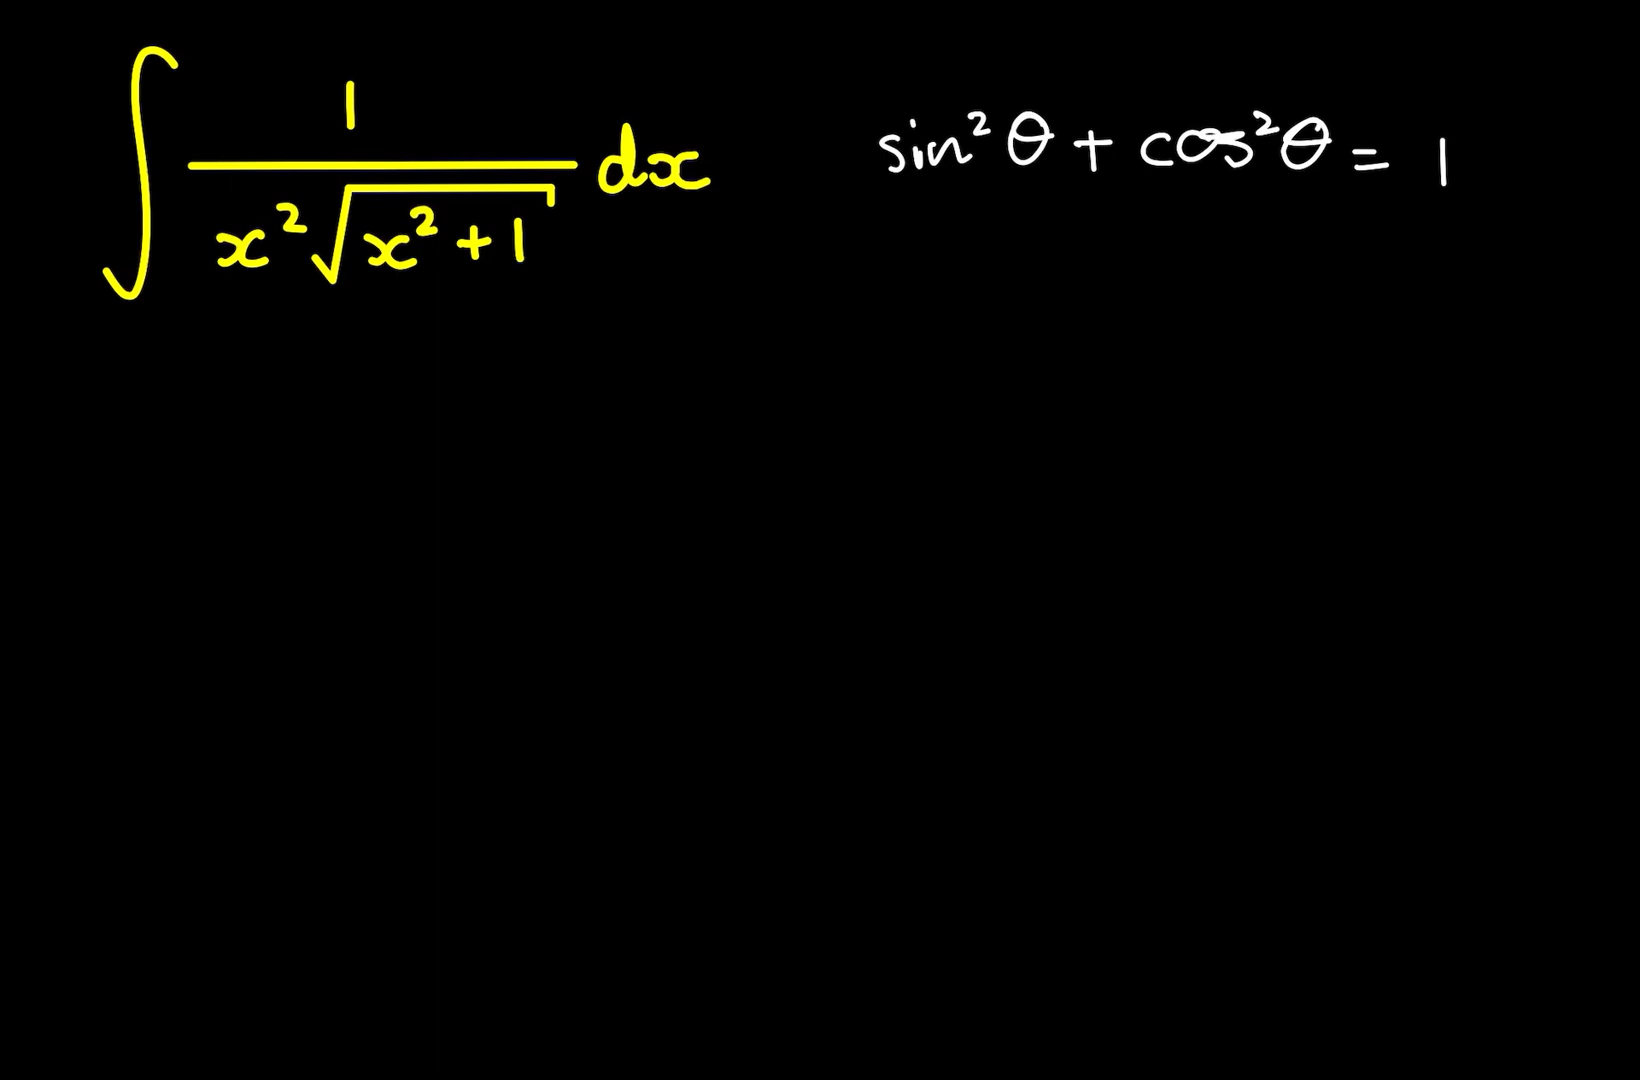 ∫ 1/(x²√(x²+1)) dx
sin²θ + cos²θ = 1